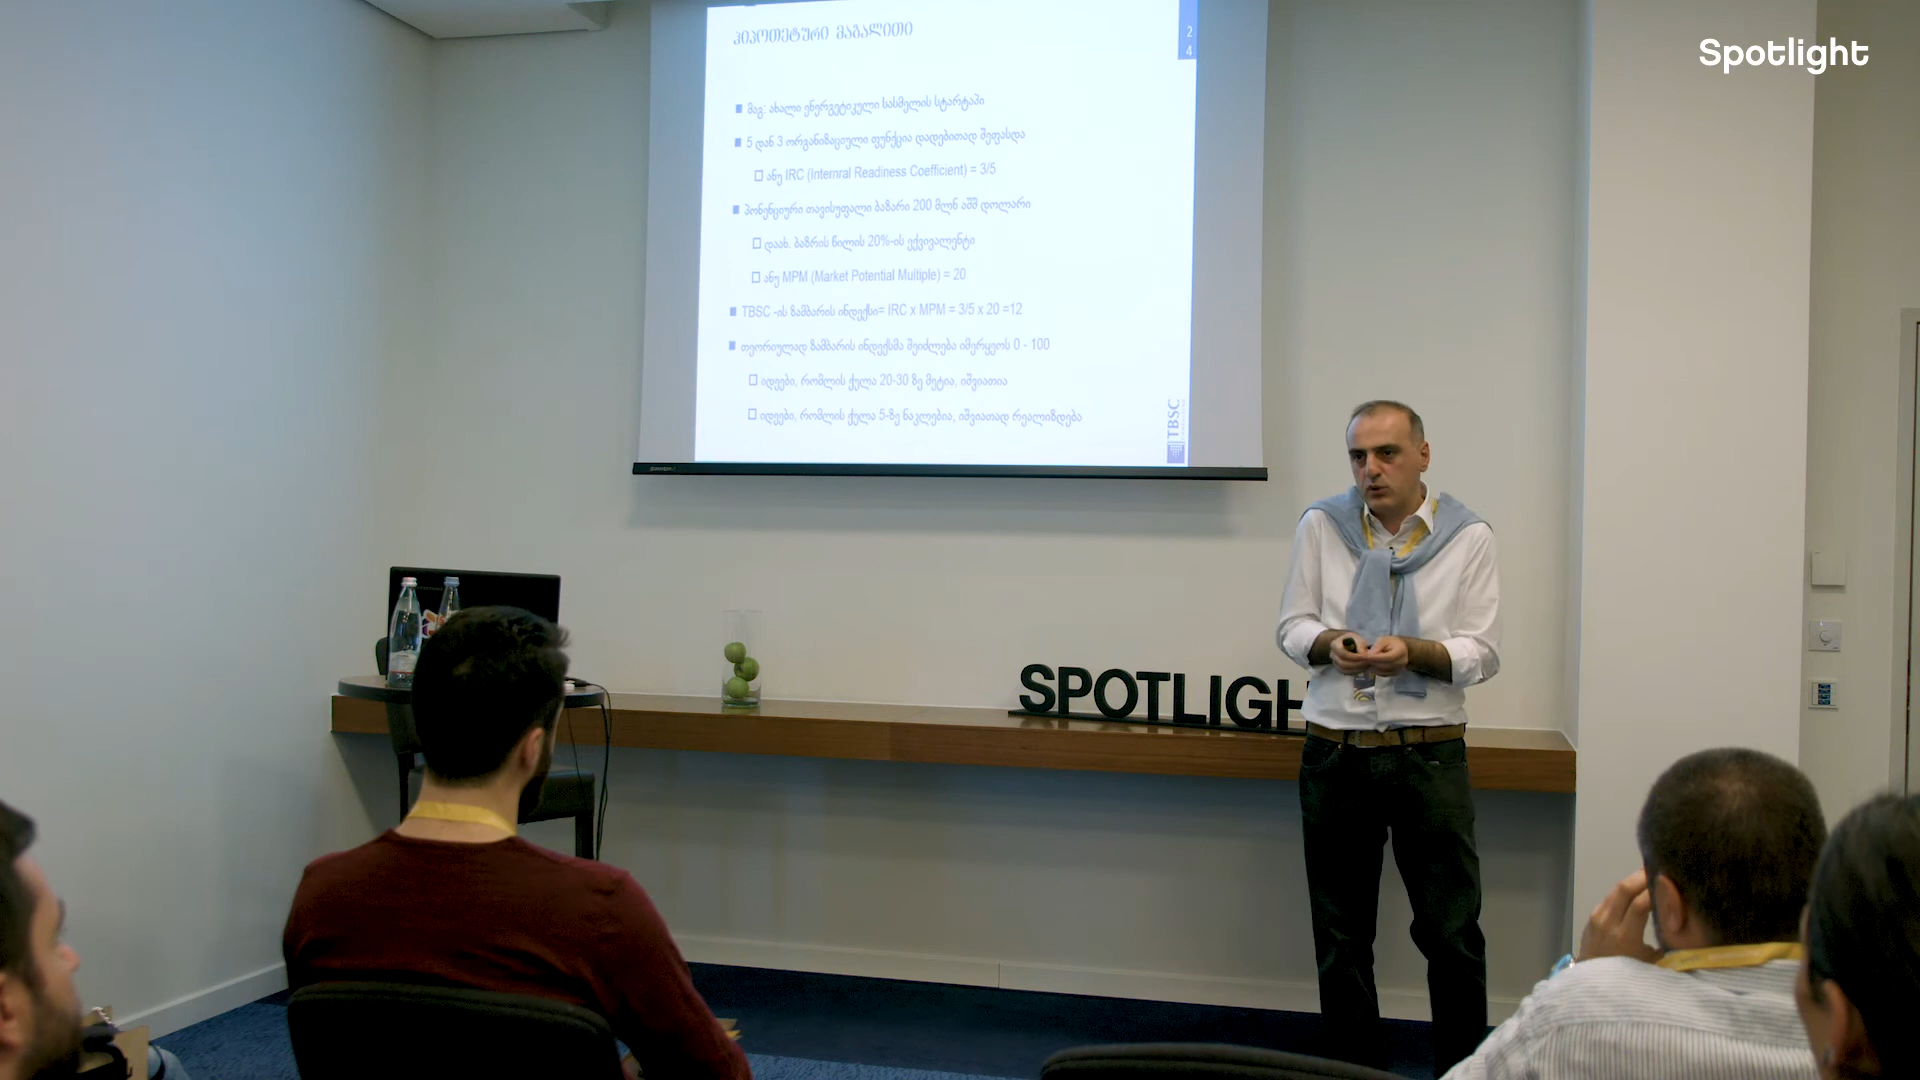 Spotlight
ჰიპოთეტური მაგალითი
2
4
■ მაგ: ახალი ენერგეტიკული სასმელის სტარტაპი
■ 5 დან 3 ორგანიზაციული ფუნქცია დადებითად შეფასდა
□ ანუ IRC (Internral Readiness Coefficient) = 3/5
■ პონენციური თავისუფალი ბაზარი 200 მლნ აშშ დოლარი
□ დაახ. ბაზრის წილის 20%-ის ექვივალენტი
□ ანუ MPM (Market Potential Multiple) = 20
■ TBSC -ის ზამბარის ინდექსი= IRC x MPM = 3/5 x 20 =12
■ თეორიულად ზამბარის ინდექსმა შეიძლება იმერყეოს 0 - 100
□ იდეები, რომლის ქულა 20-30 ზე მეტია, იშვიათია
□ იდეები, რომლის ქულა 5-ზე ნაკლებია, იშვიათად რეალიზდება
TBSC
SPOTLIGH